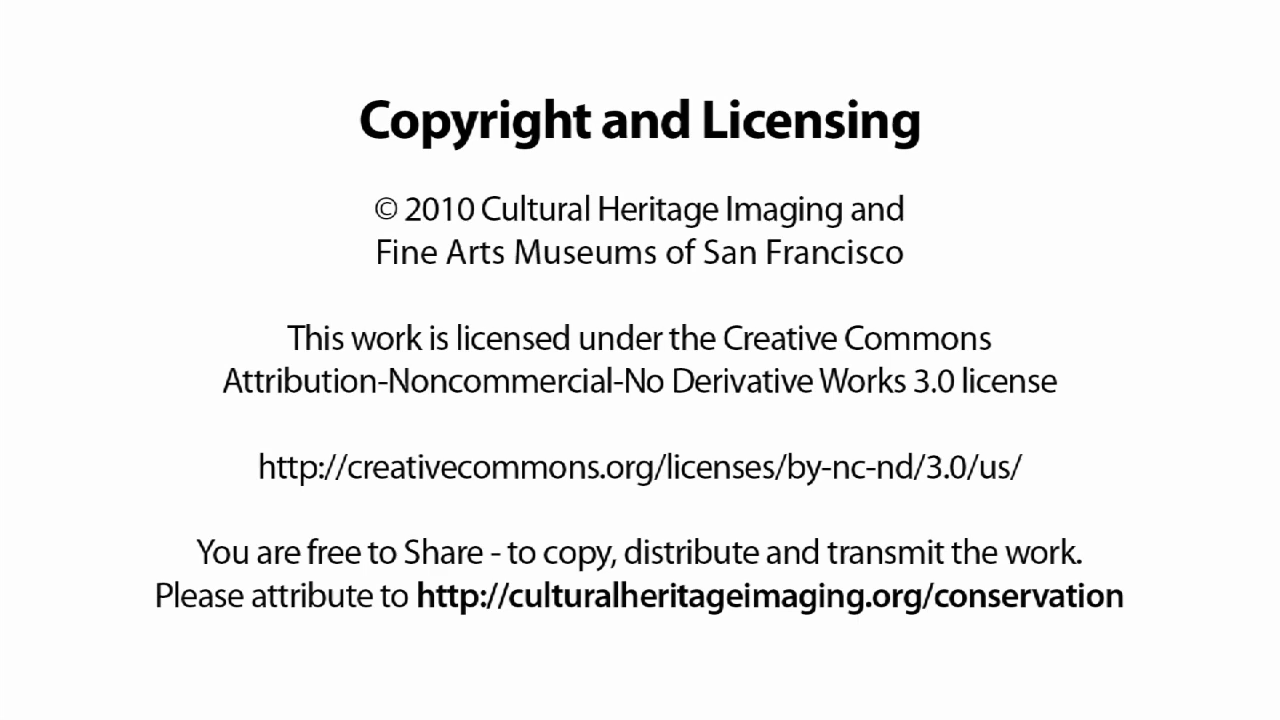 Copyright and Licensing
© 2010 Cultural Heritage Imaging and
Fine Arts Museums of San Francisco
This work is licensed under the Creative Commons
Attribution-Noncommercial-No Derivative Works 3.0 license
http://creativecommons.org/licenses/by-nc-nd/3.0/us/
You are free to Share - to copy, distribute and transmit the work.
Please attribute to http://culturalheritageimaging.org/conservation